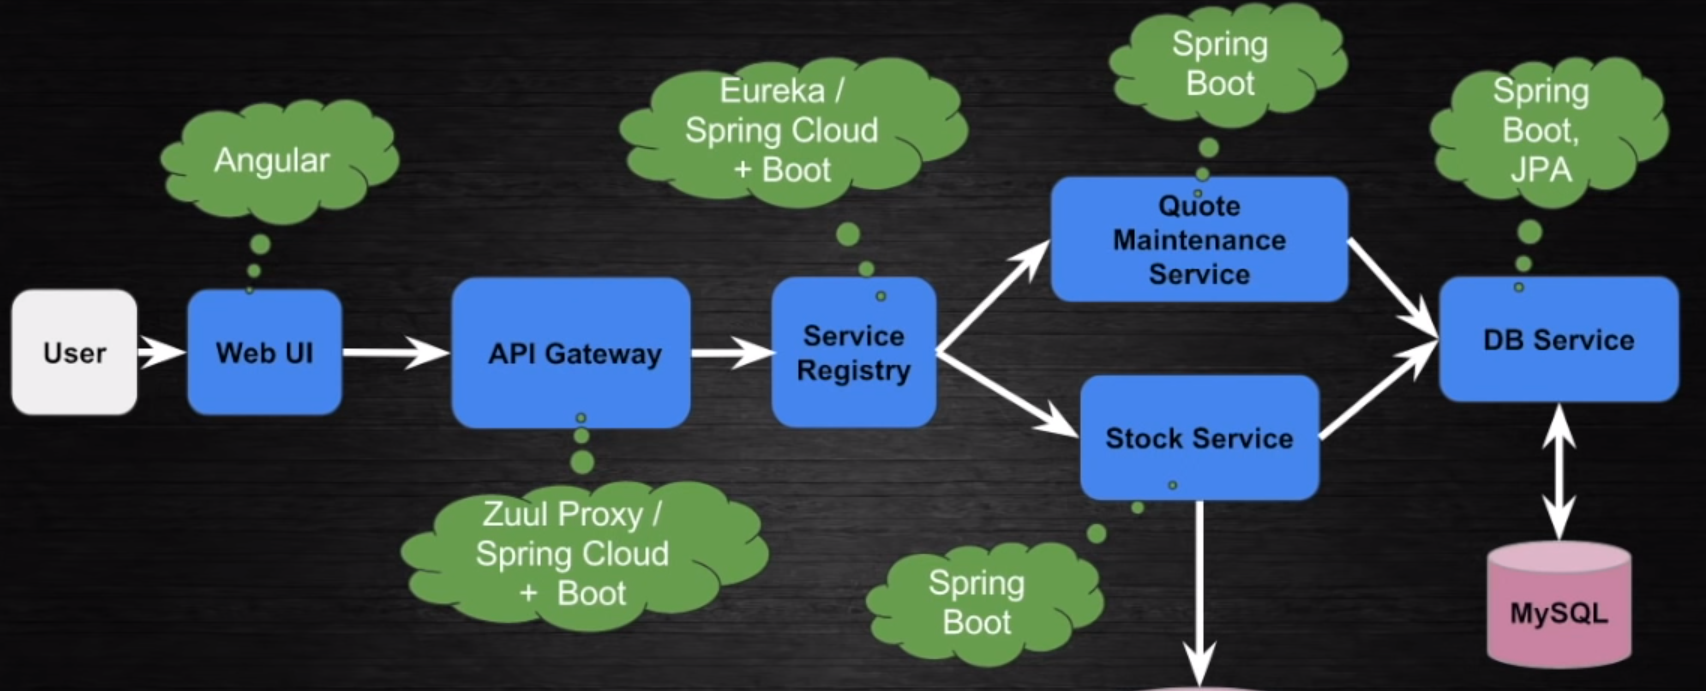 Spring
Boot
Eureka /
Spring Cloud
+ Boot
Spring
Boot,
JPA
Angular
Quote
Maintenance
Service
User
Web UI
API Gateway
Service
Registry
DB Service
Stock Service
Zuul Proxy /
Spring Cloud
+ Boot
Spring
Boot
MySQL